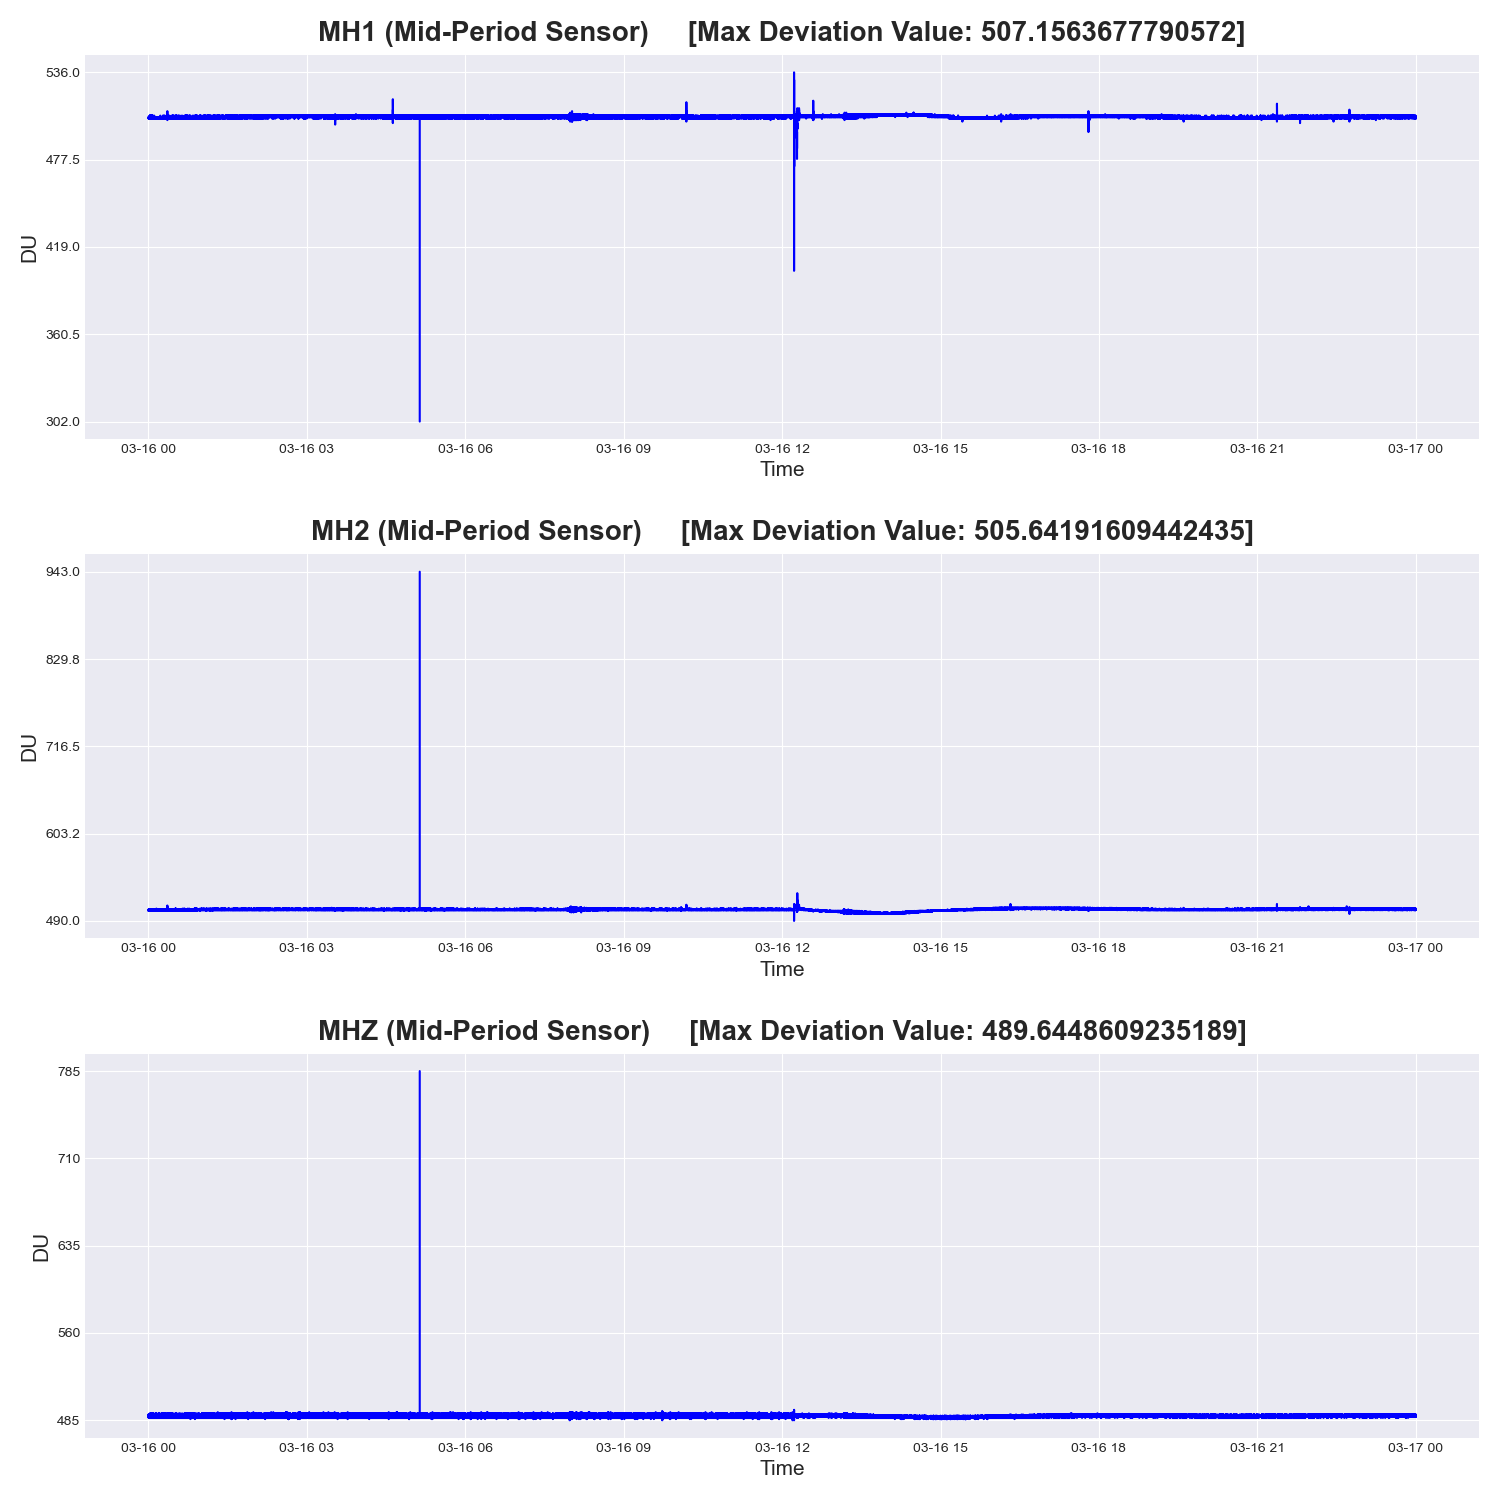 MH1 (Mid-Period Sensor) [Max Deviation Value: 507.1563677790572]
536.0
477.5
419.0
360.5
302.0
DU
03-16 00 03-16 03 03-16 06 03-16 09 03-16 12 03-16 15 03-16 18 03-16 21 03-17 00
Time
MH2 (Mid-Period Sensor) [Max Deviation Value: 505.64191609442435]
943.0
829.8
716.5
603.2
490.0
DU
03-16 00 03-16 03 03-16 06 03-16 09 03-16 12 03-16 15 03-16 18 03-16 21 03-17 00
Time
MHZ (Mid-Period Sensor) [Max Deviation Value: 489.6448609235189]
785
710
635
560
485
DU
03-16 00 03-16 03 03-16 06 03-16 09 03-16 12 03-16 15 03-16 18 03-16 21 03-17 00
Time